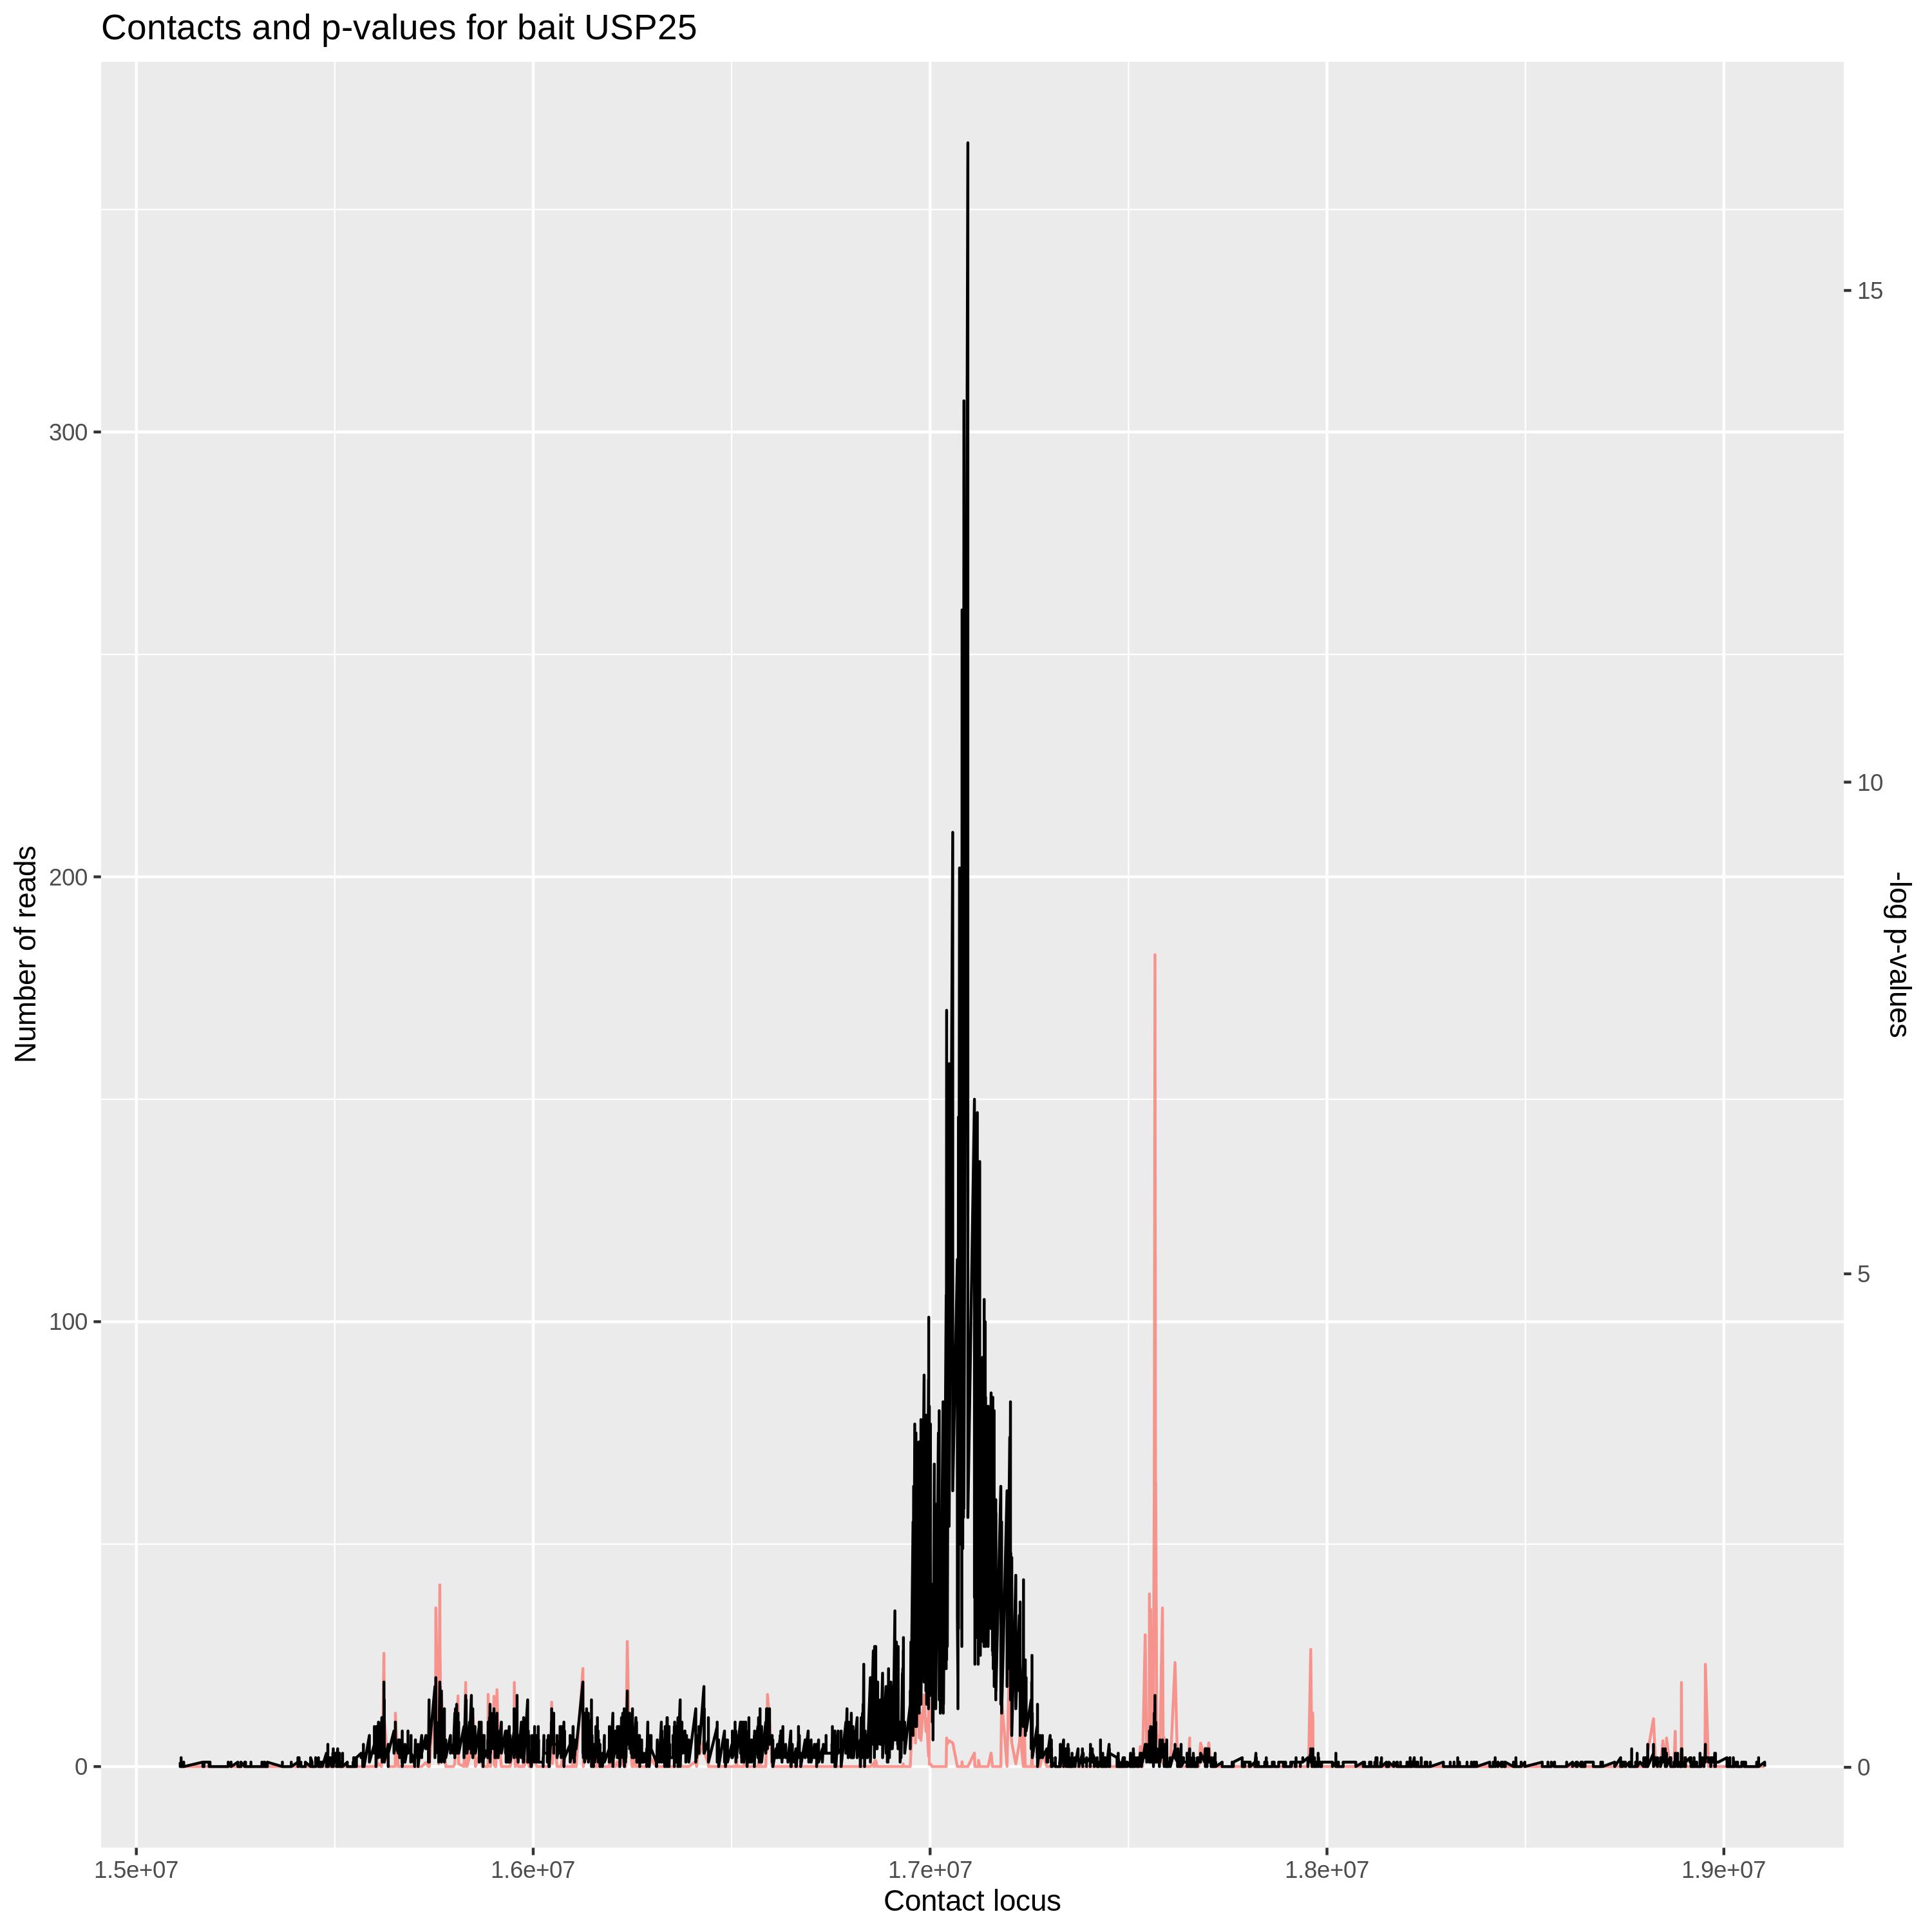 Contacts and p-values for bait USP25
300
200
100
0
Number of reads
15
10
5
0
-log p-values
1.5e+07
1.6e+07
1.7e+07
1.8e+07
1.9e+07
Contact locus